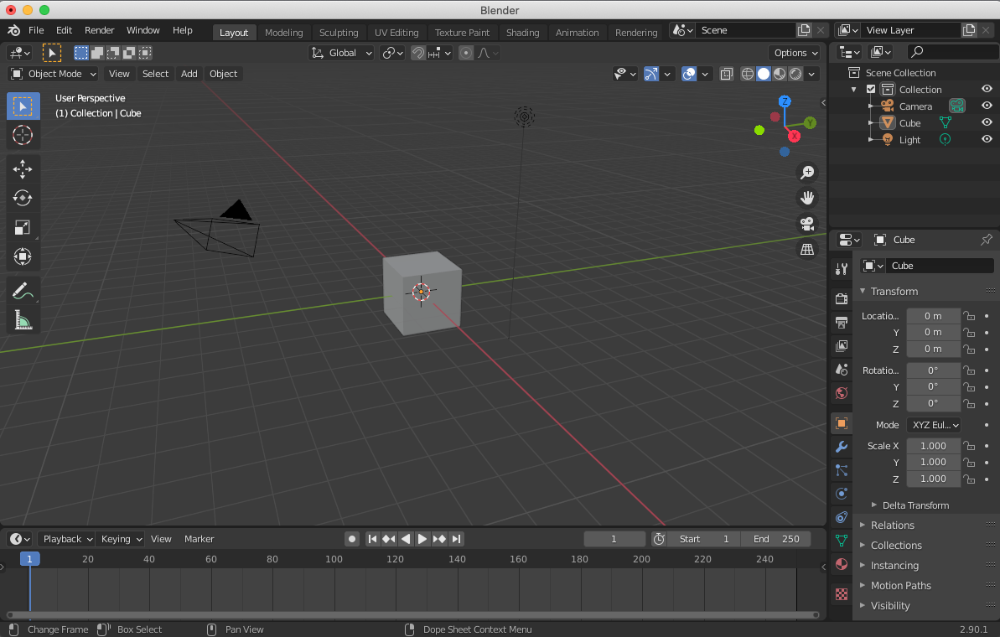 Blender
File Edit Render Window Help Layout Modeling Sculpting UV Editing Texture Paint Shading Animation Rendering Scene View Layer
Global Options
Object Mode View Select Add Object
User Perspective
(1) Collection | Cube
Z
Y
X
Scene Collection
Collection
Camera
Cube
Light
Cube
Cube
Transform
Locatio... 0 m
Y 0 m
Z 0 m
Rotatio... 0°
Y 0°
Z 0°
Mode XYZ Eul...
Scale X 1.000
Y 1.000
Z 1.000
Delta Transform
Relations
Collections
Instancing
Motion Paths
Visibility
Playback Keying View Marker 1 Start 1 End 250
1 20 40 60 80 100 120 140 160 180 200 220 240
Change Frame Box Select Pan View Dope Sheet Context Menu 2.90.1